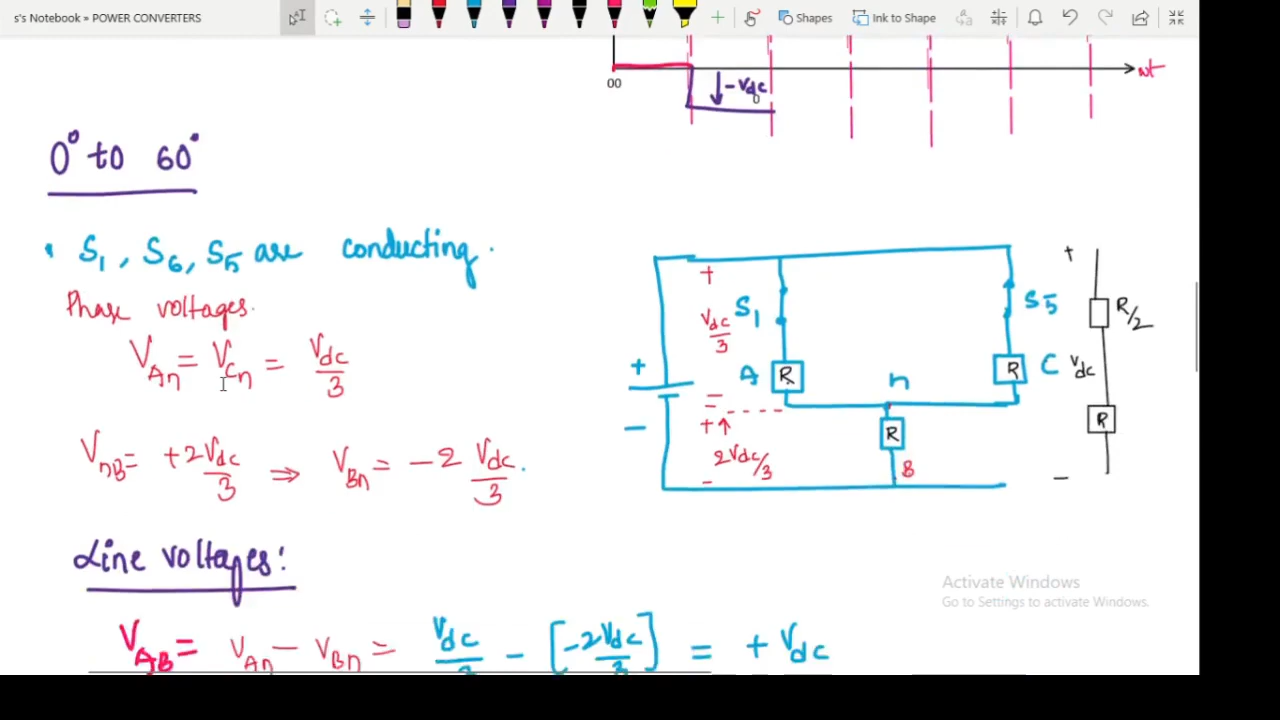 s's Notebook » POWER CONVERTERS
Shapes
Ink to Shape
00
-Vdc
wt
0° to 60°
• S1, S6, S5 are conducting.
Phase voltages.
VAn = VCn = Vdc/3
VnB = +2Vdc/3 ⇒ VBn = -2 Vdc/3.
+
Vdc/3
=
+
2Vdc/3
-
+
-
S1
A
R
n
R
B
S5
R
C
+
R/2
Vdc
R
-
Line voltages:
VAB = VAn - VBn = Vdc/3 - [-2Vdc/3] = + Vdc
Activate Windows
Go to Settings to activate Windows.